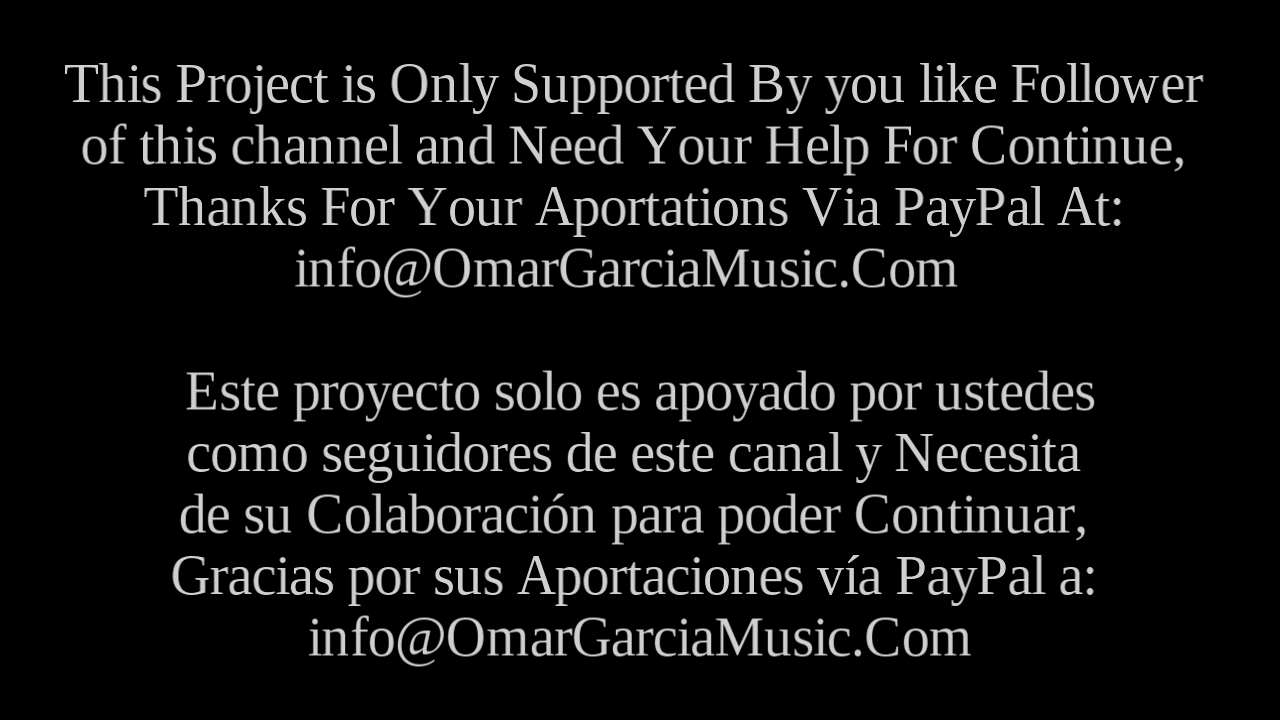 This Project is Only Supported By you like Follower
of this channel and Need Your Help For Continue,
Thanks For Your Aportations Via PayPal At:
info@OmarGarciaMusic.Com
Este proyecto solo es apoyado por ustedes
como seguidores de este canal y Necesita
de su Colaboración para poder Continuar,
Gracias por sus Aportaciones vía PayPal a:
info@OmarGarciaMusic.Com